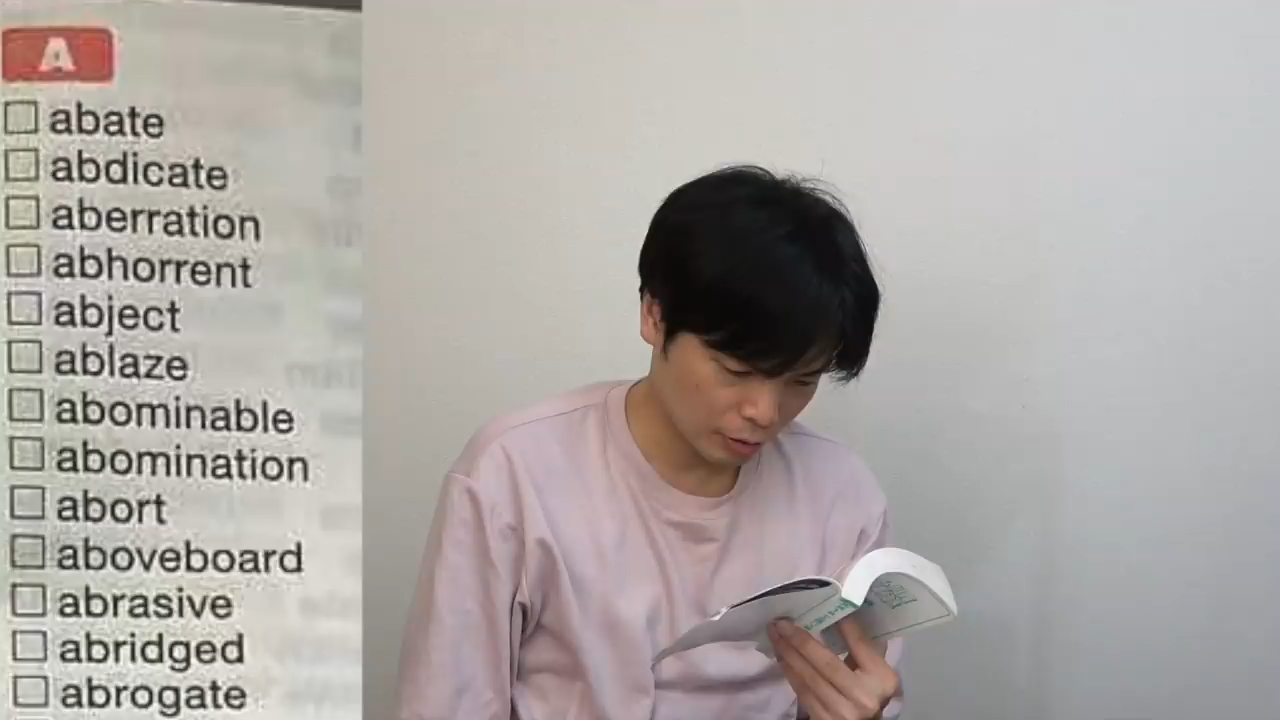 A
abate
abdicate
aberration
abhorrent
abject
ablaze
abominable
abomination
abort
aboveboard
abrasive
abridged
abrogate